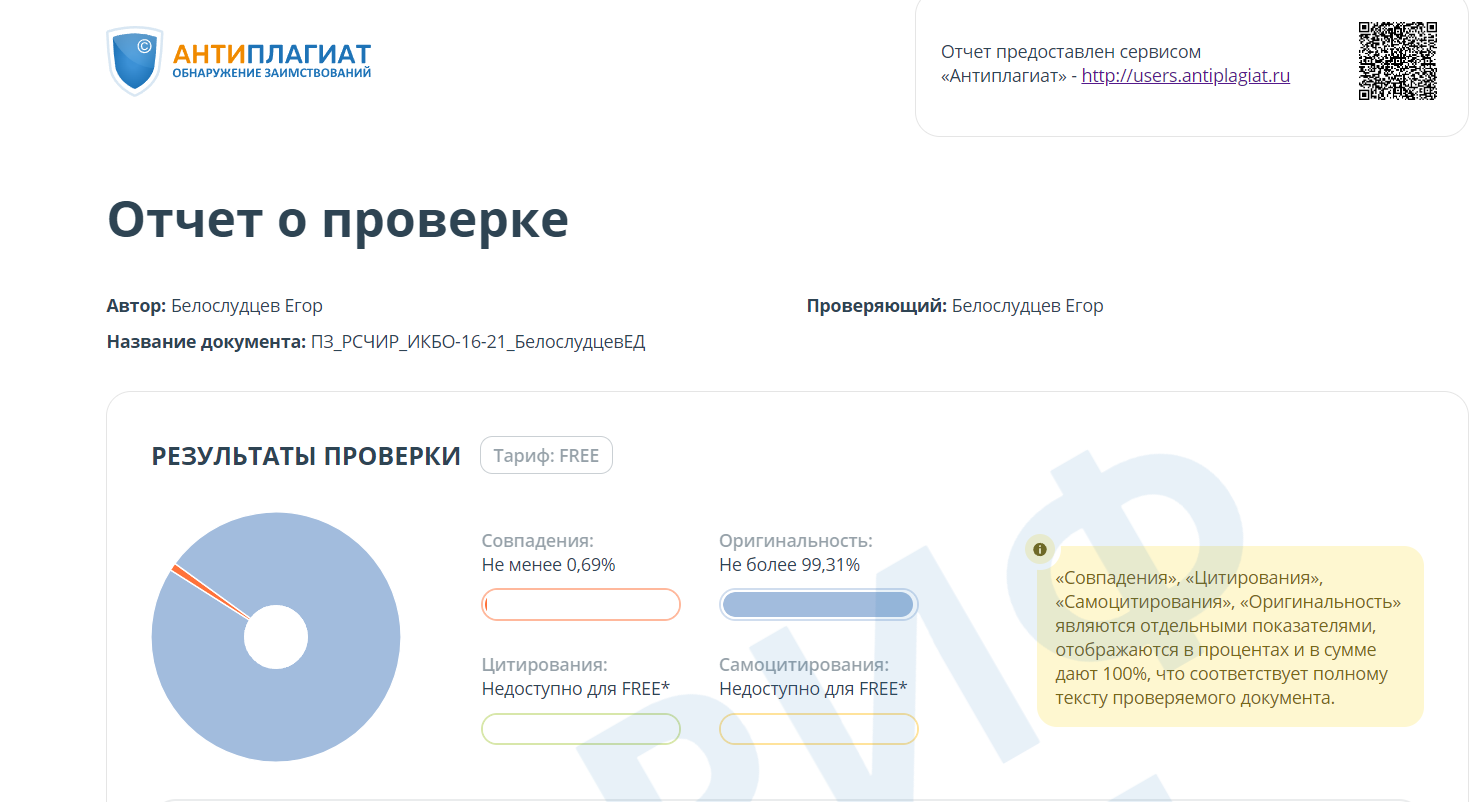 ©
АНТИПЛАГИАТ
ОБНАРУЖЕНИЕ ЗАИМСТВОВАНИЙ
Отчет предоставлен сервисом
«Антиплагиат» - http://users.antiplagiat.ru
Отчет о проверке
Автор: Белослудцев Егор
Проверяющий: Белослудцев Егор
Название документа: ПЗ_РСЧИР_ИКБО-16-21_БелослудцевЕД
РЕЗУЛЬТАТЫ ПРОВЕРКИ
Тариф: FREE
Совпадения:
Не менее 0,69%
Оригинальность:
Не более 99,31%
Цитирования:
Недоступно для FREE*
Самоцитирования:
Недоступно для FREE*
«Совпадения», «Цитирования»,
«Самоцитирования», «Оригинальность»
являются отдельными показателями,
отображаются в процентах и в сумме
дают 100%, что соответствует полному
тексту проверяемого документа.
РИФ